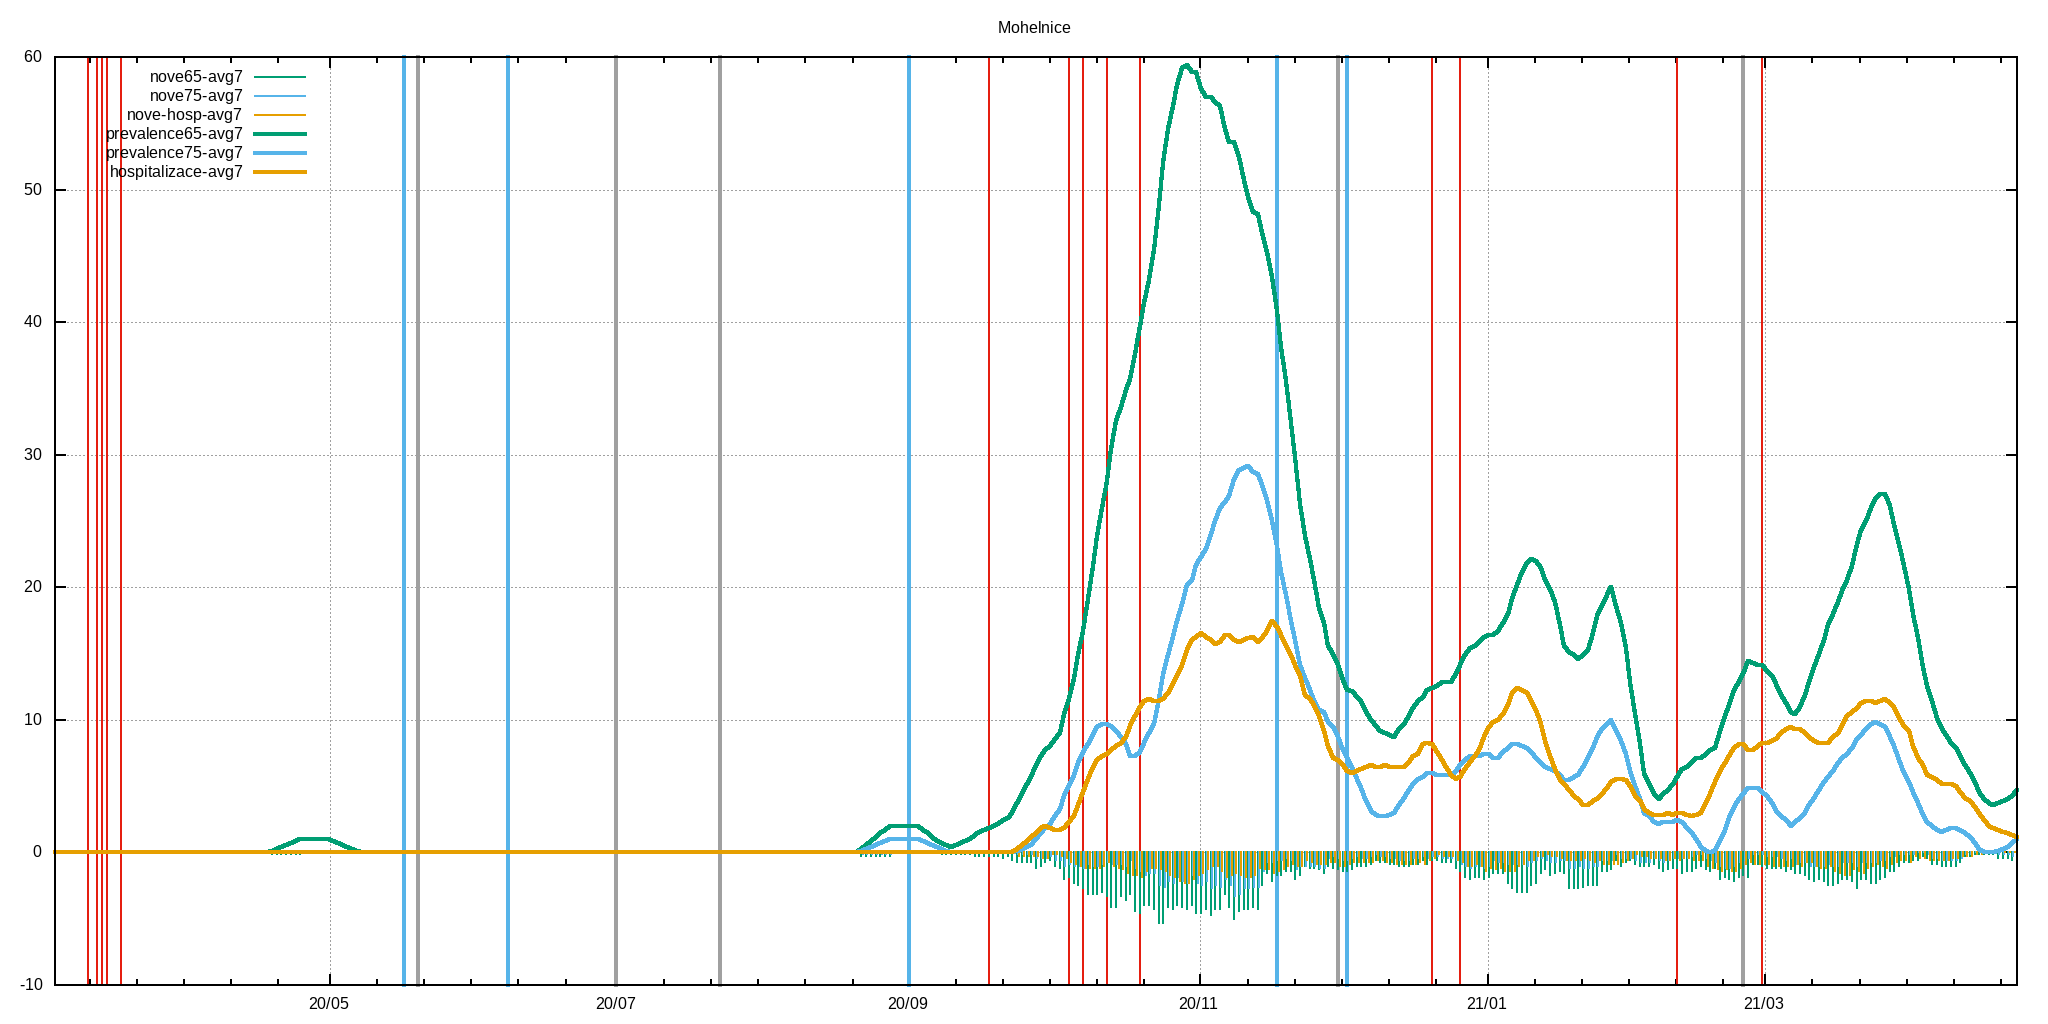 Mohelnice
60
50
40
30
20
10
0
-10
nove65-avg7
nove75-avg7
nove-hosp-avg7
prevalence65-avg7
prevalence75-avg7
hospitalizace-avg7
20/05 20/07 20/09 20/11 21/01 21/03